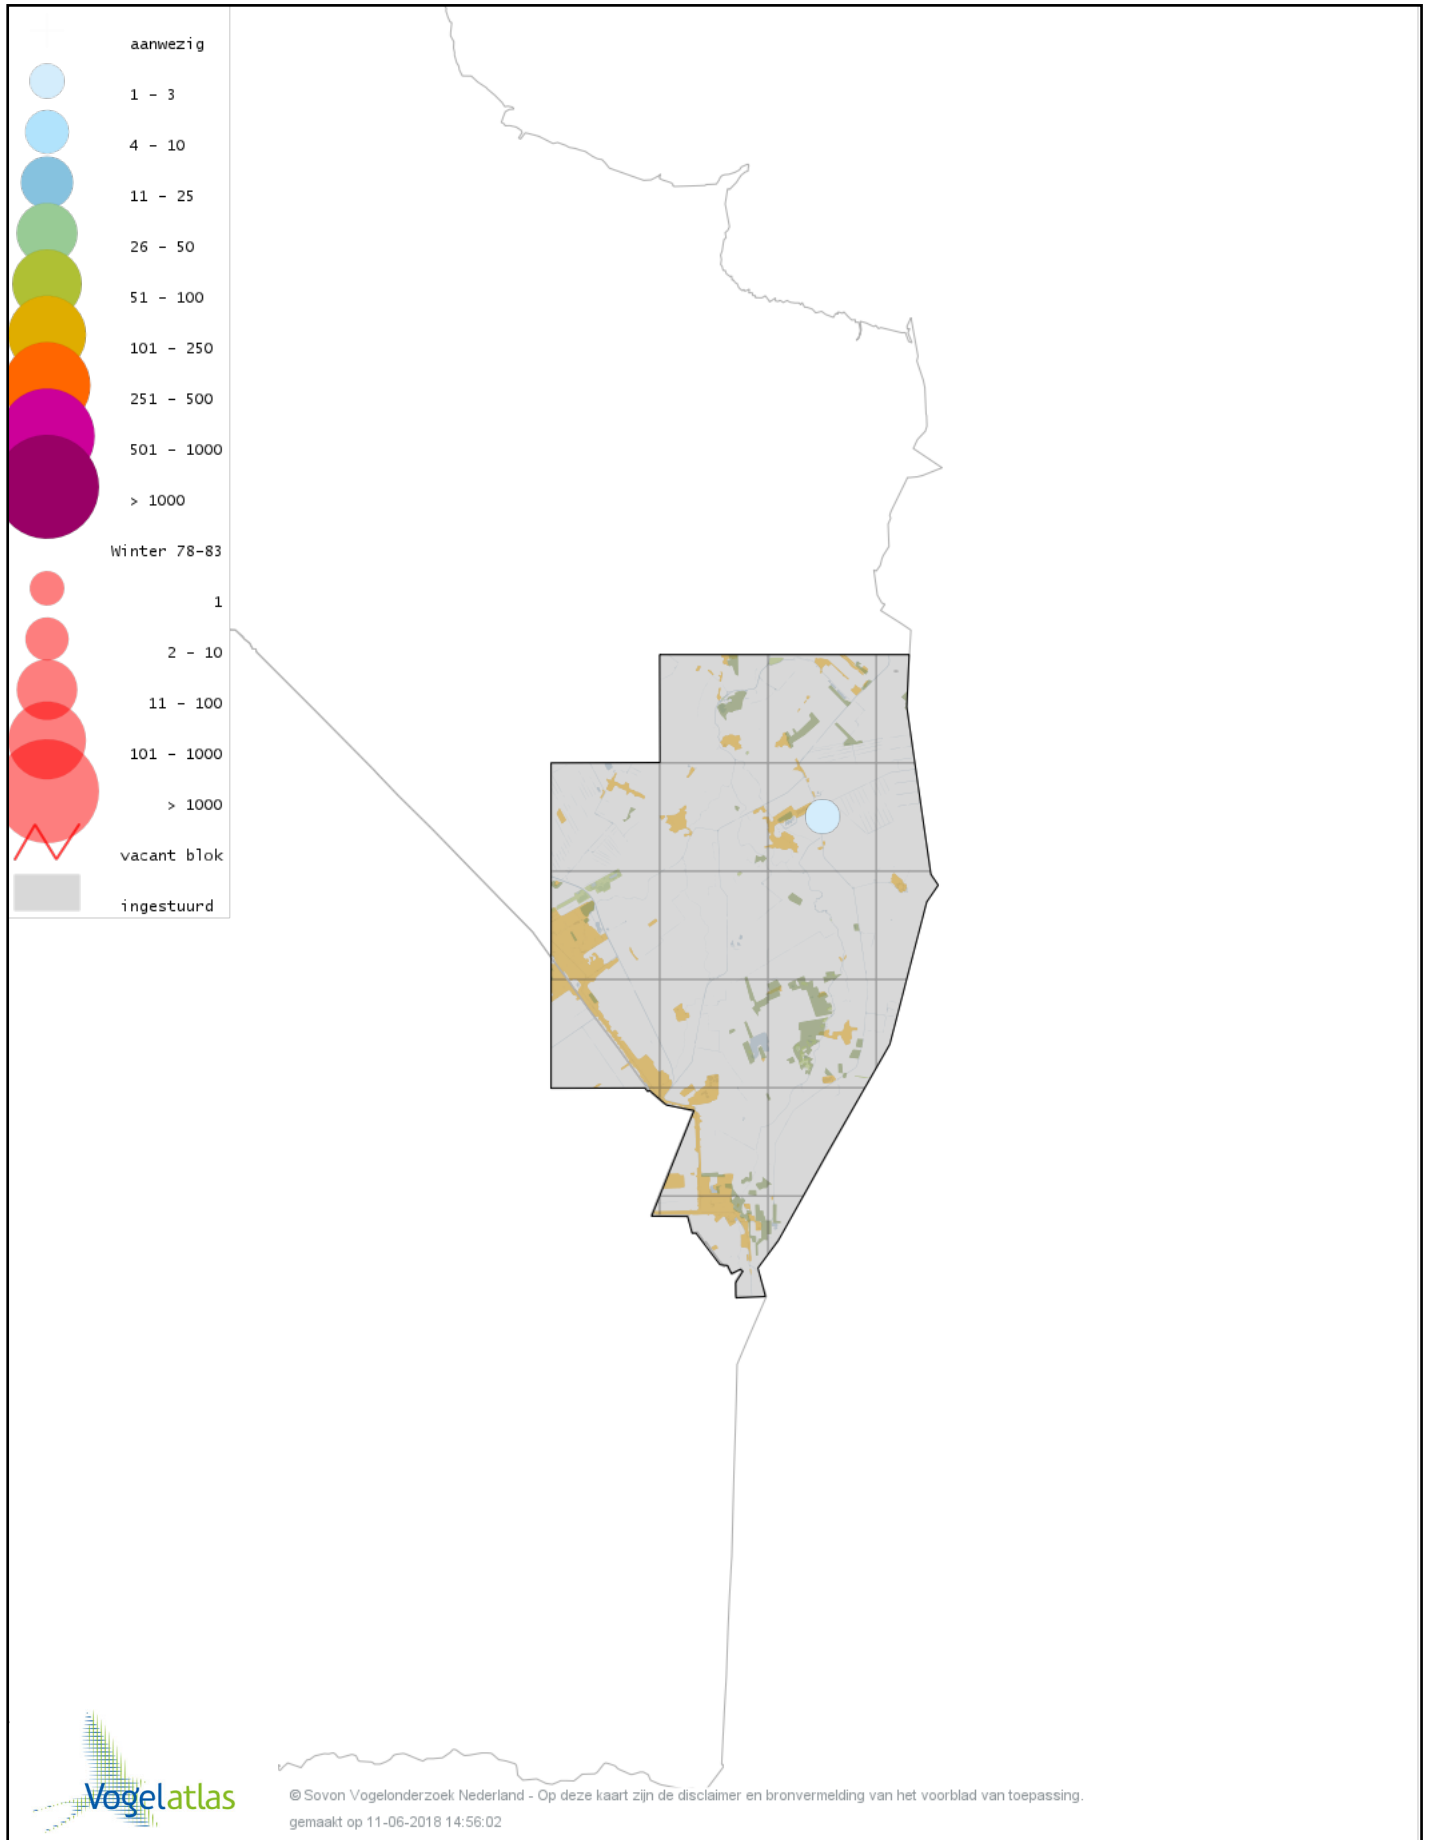 aanwezig
1 – 3
4 – 10
11 – 25
26 – 50
51 – 100
101 – 250
251 – 500
501 – 1000
> 1000
Winter 78–83
1
2 – 10
11 – 100
101 – 1000
> 1000
vacant blok
ingestuurd
Vogelatlas
© Sovon Vogelonderzoek Nederland - Op deze kaart zijn de disclaimer en bronvermelding van het voorblad van toepassing.
gemaakt op 11-06-2018 14:56:02